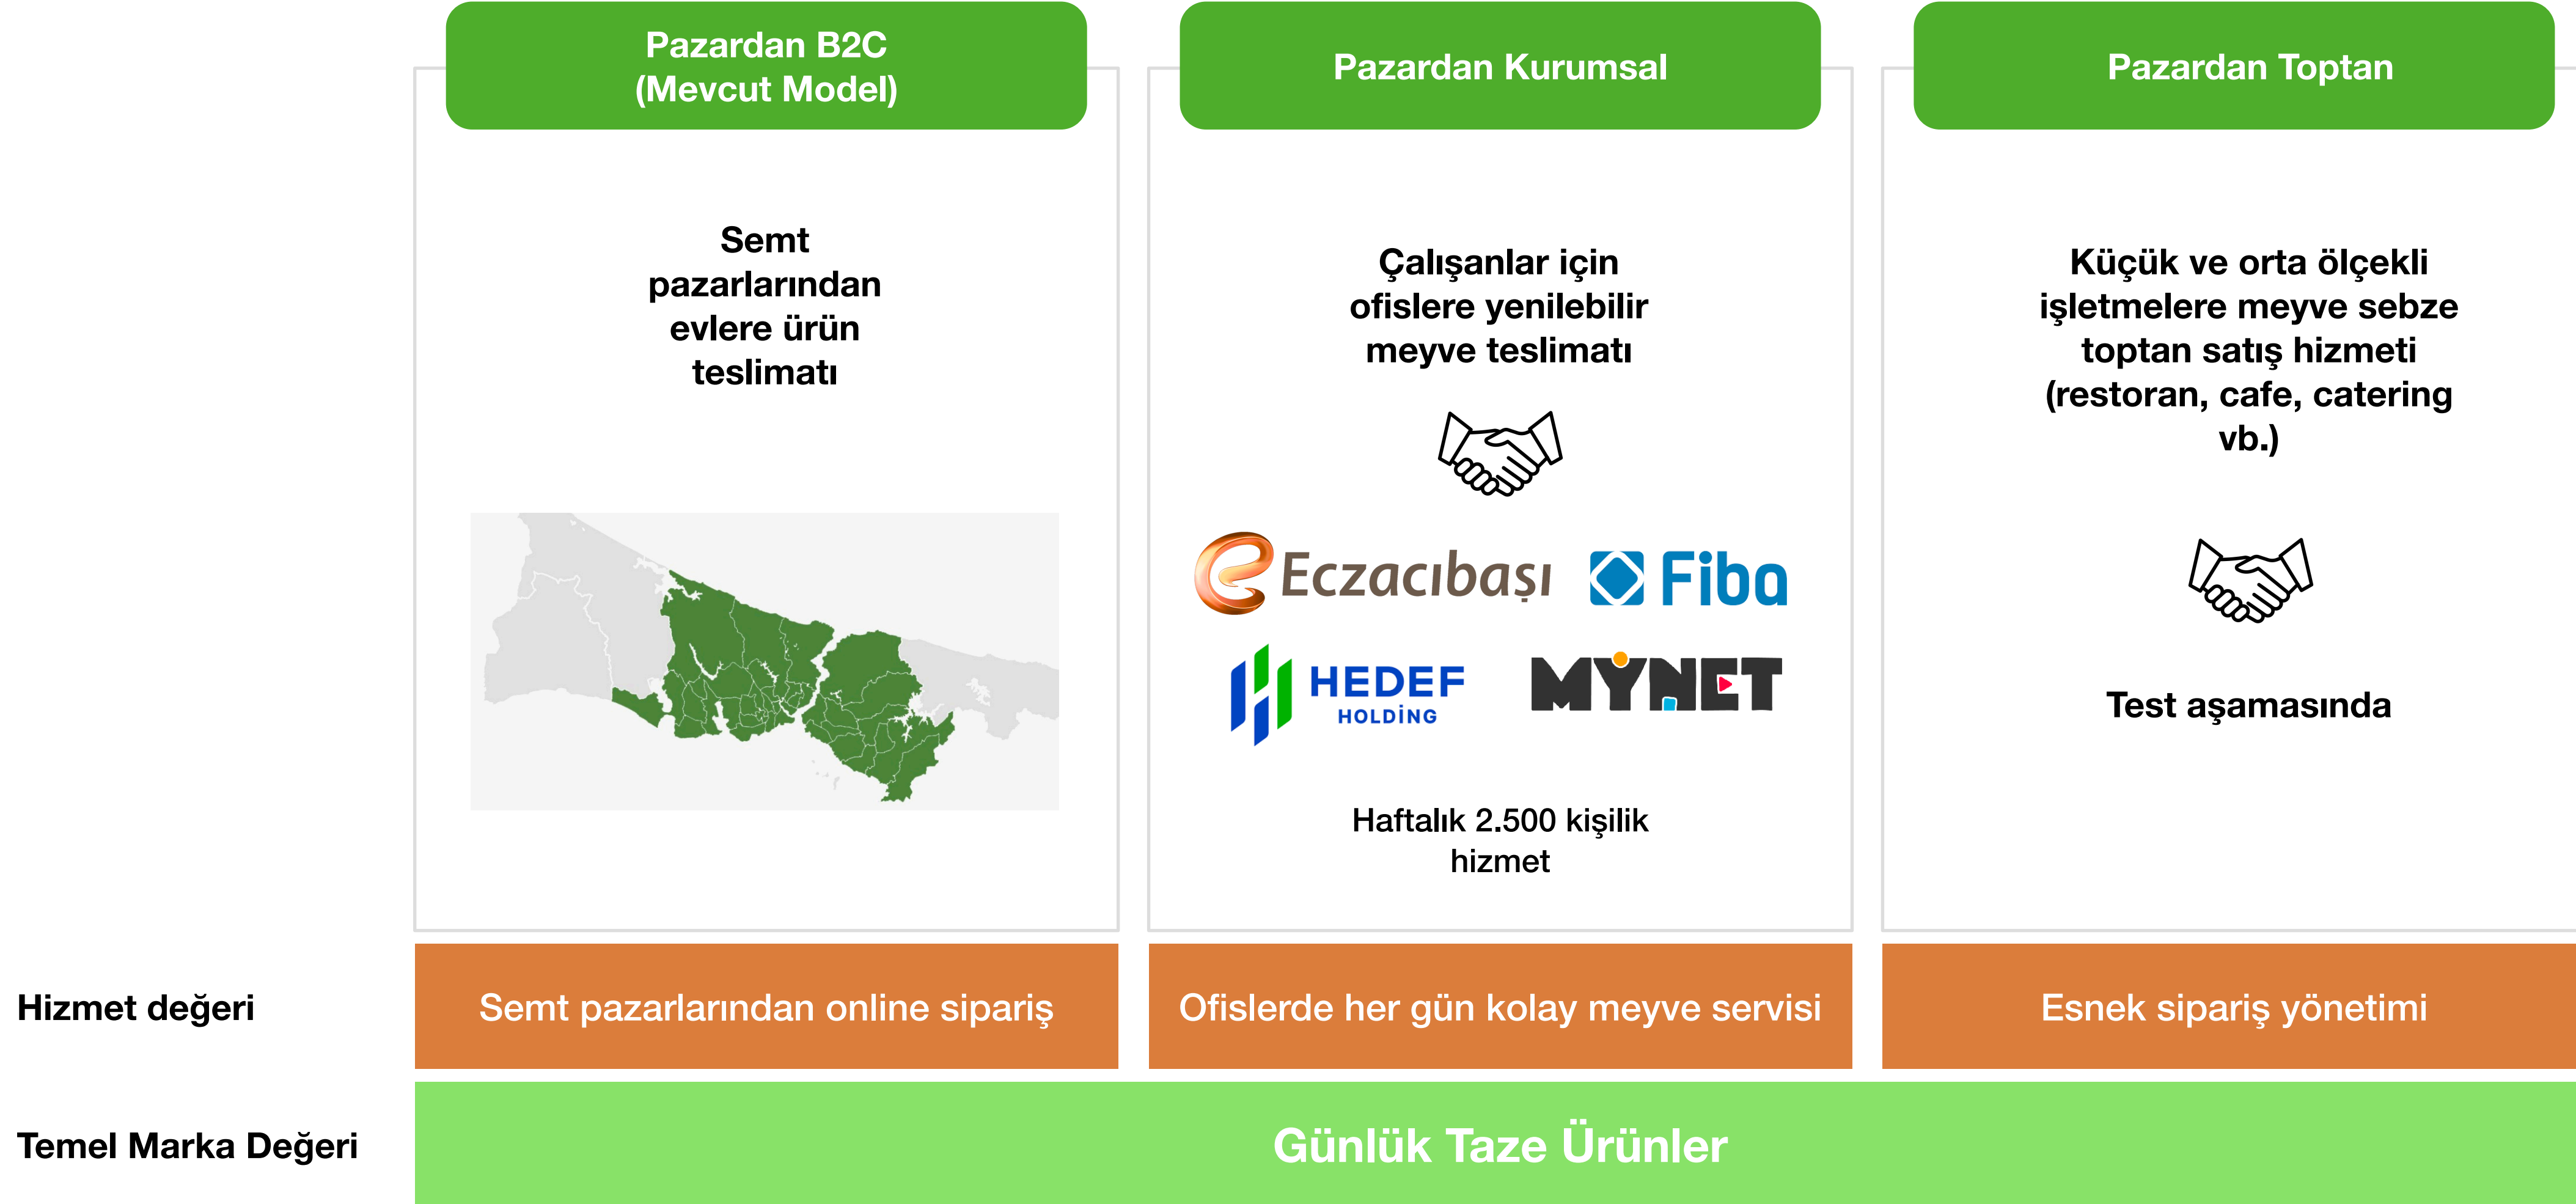 Pazardan B2C
(Mevcut Model)
Semt
pazarlarından
evlere ürün
teslimatı
Pazardan Kurumsal
Çalışanlar için
ofislere yenilebilir
meyve teslimatı
Eczacıbaşı
Fiba
HEDEF
HOLDİNG
MYNET
Haftalık 2.500 kişilik
hizmet
Pazardan Toptan
Küçük ve orta ölçekli
işletmelere meyve sebze
toptan satış hizmeti
(restoran, cafe, catering
vb.)
Test aşamasında
Hizmet değeri
Semt pazarlarından online sipariş
Ofislerde her gün kolay meyve servisi
Esnek sipariş yönetimi
Temel Marka Değeri
Günlük Taze Ürünler